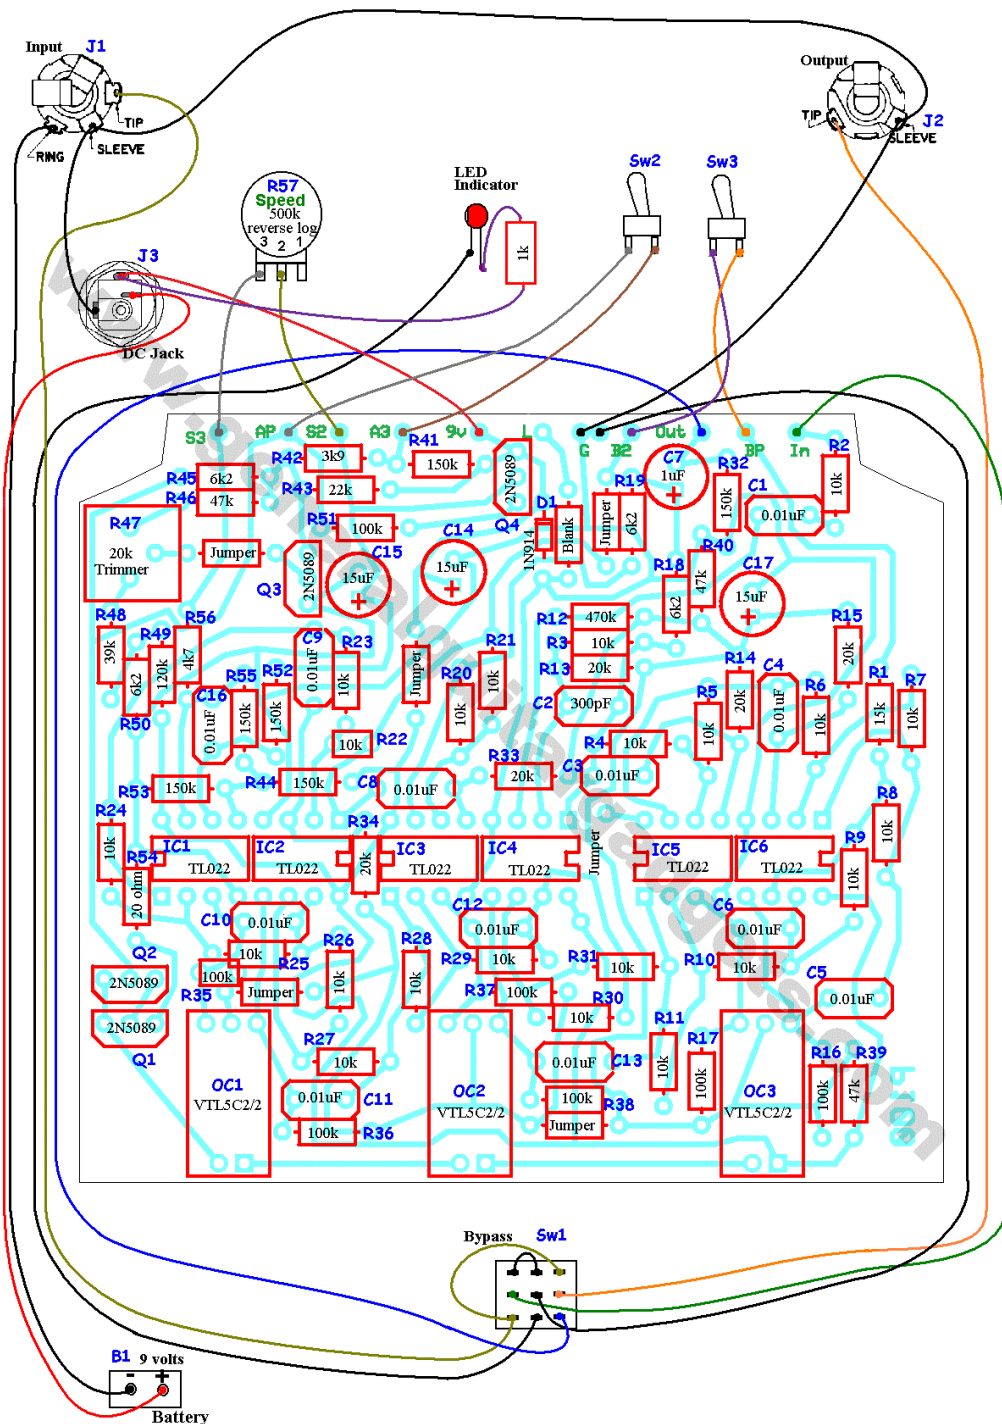 Input J1
TIP
RING
SLEEVE
Output
TIP
J2
SLEEVE
R57
Speed
500k
reverse log
3 2 1
LED
Indicator
1k
Sw2
Sw3
J3
DC Jack
www.generalguitargadgets.com
S3 AP S2 A3 9v L G B2 Out BP In
R45 6k2
R46 47k
R42 3k9
R43 22k
R41 150k
R51 100k
2N5089 Q4
D1 1N914
Blank
Jumper
R19 6k2
C7 1uF +
R32 150k
C1 0.01uF
R2 10k
R47
20k
Trimmer
Jumper
Q3 2N5089
C15 15uF +
C14 15uF +
R40 47k
R18 6k2
C17 15uF +
R48 39k
R50 6k2
R49 120k
R56 4k7
C16 0.01uF
R55 150k
R52 150k
C9 0.01uF
R23 10k
Jumper
R20 10k
R21 10k
R12 470k
R3 10k
R13 20k
C2 300pF
R5 10k
R14 20k
C4 0.01uF
R6 10k
R15 20k
R1 15k
R7 10k
R22 10k
R4 10k
R53 150k
R44 150k
C8 0.01uF
R33 20k
C3 0.01uF
R24 10k
R54 20 ohm
IC1 TL022
IC2 TL022
R34 20k
IC3 TL022
IC4 TL022
Jumper
IC5 TL022
IC6 TL022
R9 10k
R8 10k
C10 0.01uF
10k
R25
R35 100k
Jumper
R26 10k
R28 10k
C12 0.01uF
R29 10k
R37 100k
R31 10k
R30 10k
C6 0.01uF
R10 10k
C5 0.01uF
Q2
2N5089
2N5089
Q1
R27 10k
OC1
VTL5C2/2
C11 0.01uF
R36 100k
OC2
VTL5C2/2
C13 0.01uF
R38 100k
Jumper
R11 10k
R17 100k
OC3
VTL5C2/2
R16 100k
R39 47k
Bypass Sw1
B1 9 volts
- +
Battery